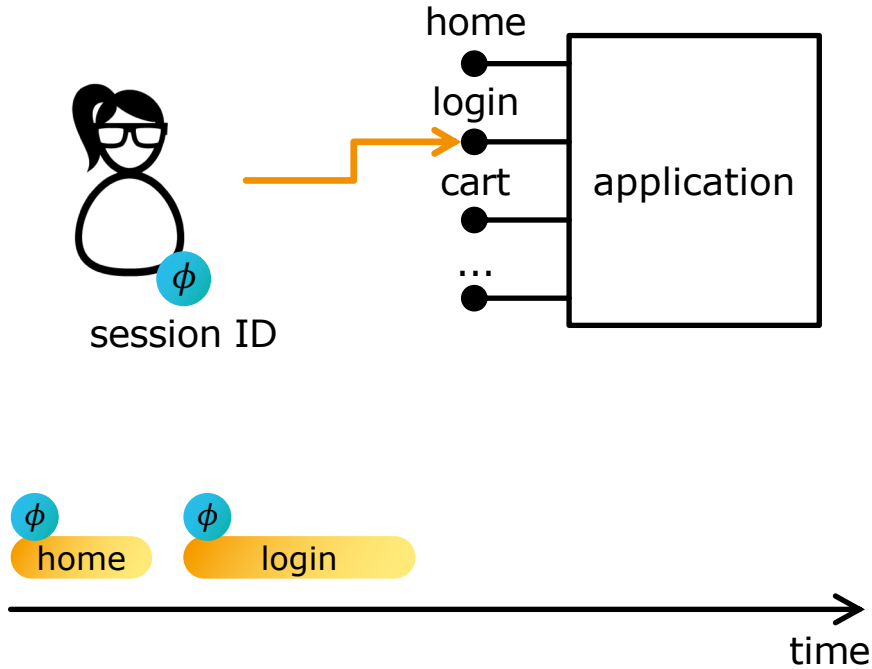 home
login
cart
...
application
ϕ
session ID
ϕ
ϕ
home
login
time